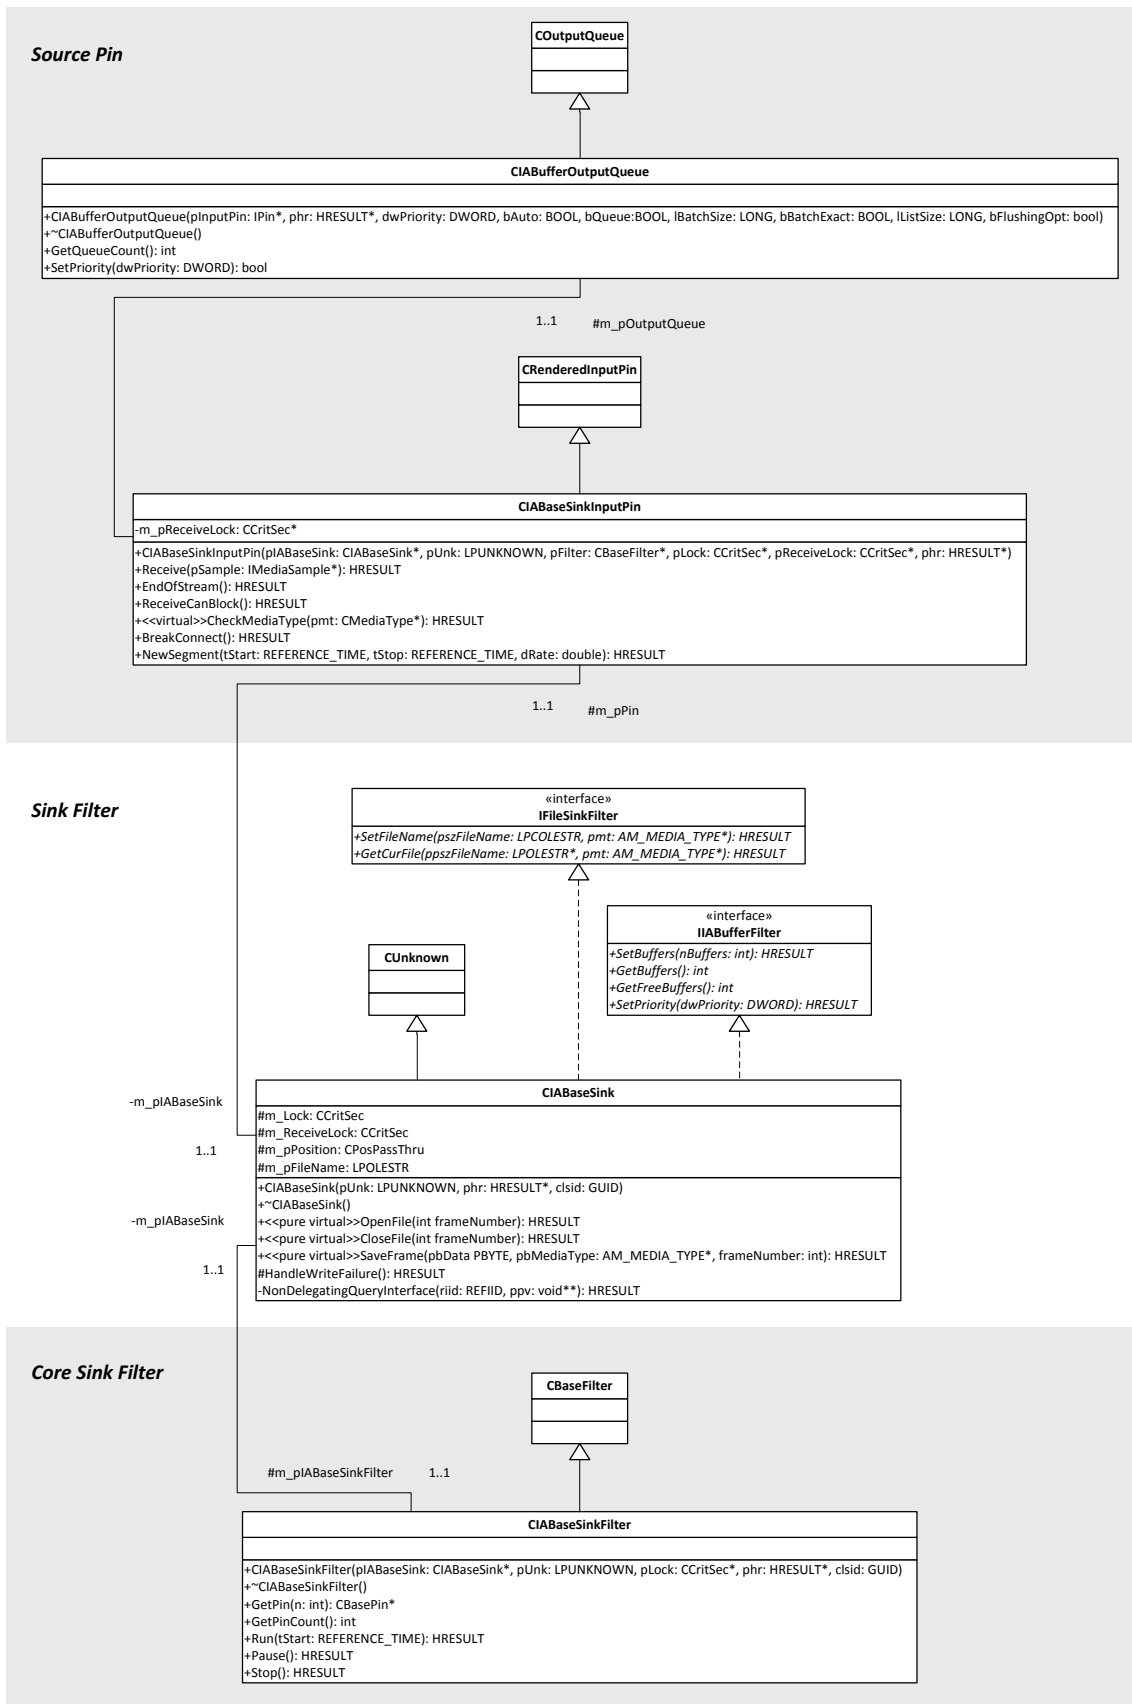 Source Pin
COutputQueue
CIABufferOutputQueue
+CIABufferOutputQueue(pInputPin: IPin*, phr: HRESULT*, dwPriority: DWORD, bAuto: BOOL, bQueue:BOOL, lBatchSize: LONG, bBatchExact: BOOL, lListSize: LONG, bFlushingOpt: bool)
+~CIABufferOutputQueue()
+GetQueueCount(): int
+SetPriority(dwPriority: DWORD): bool
1..1 #m_pOutputQueue
CRenderedInputPin
CIABaseSinkInputPin
-m_pReceiveLock: CCritSec*
+CIABaseSinkInputPin(pIABaseSink: CIABaseSink*, pUnk: LPUNKNOWN, pFilter: CBaseFilter*, pLock: CCritSec*, pReceiveLock: CCritSec*, phr: HRESULT*)
+Receive(pSample: IMediaSample*): HRESULT
+EndOfStream(): HRESULT
+ReceiveCanBlock(): HRESULT
+<<virtual>>CheckMediaType(pmt: CMediaType*): HRESULT
+BreakConnect(): HRESULT
+NewSegment(tStart: REFERENCE_TIME, tStop: REFERENCE_TIME, dRate: double): HRESULT
1..1 #m_pPin
Sink Filter
«interface»
IFileSinkFilter
+SetFileName(pszFileName: LPCOLESTR, pmt: AM_MEDIA_TYPE*): HRESULT
+GetCurFile(ppszFileName: LPOLESTR*, pmt: AM_MEDIA_TYPE*): HRESULT
«interface»
IIABufferFilter
+SetBuffers(nBuffers: int): HRESULT
+GetBuffers(): int
+GetFreeBuffers(): int
+SetPriority(dwPriority: DWORD): HRESULT
CUnknown
CIABaseSink
-m_pIABaseSink
1..1
#m_Lock: CCritSec
#m_ReceiveLock: CCritSec
#m_pPosition: CPosPassThru
#m_pFileName: LPOLESTR
+CIABaseSink(pUnk: LPUNKNOWN, phr: HRESULT*, clsid: GUID)
+~CIABaseSink()
+<<pure virtual>>OpenFile(int frameNumber): HRESULT
+<<pure virtual>>CloseFile(int frameNumber): HRESULT
+<<pure virtual>>SaveFrame(pbData PBYTE, pbMediaType: AM_MEDIA_TYPE*, frameNumber: int): HRESULT
#HandleWriteFailure(): HRESULT
-NonDelegatingQueryInterface(riid: REFIID, ppv: void**): HRESULT
-m_pIABaseSink
1..1
Core Sink Filter
CBaseFilter
#m_pIABaseSinkFilter 1..1
CIABaseSinkFilter
+CIABaseSinkFilter(pIABaseSink: CIABaseSink*, pUnk: LPUNKNOWN, pLock: CCritSec*, phr: HRESULT*, clsid: GUID)
+~CIABaseSinkFilter()
+GetPin(n: int): CBasePin*
+GetPinCount(): int
+Run(tStart: REFERENCE_TIME): HRESULT
+Pause(): HRESULT
+Stop(): HRESULT